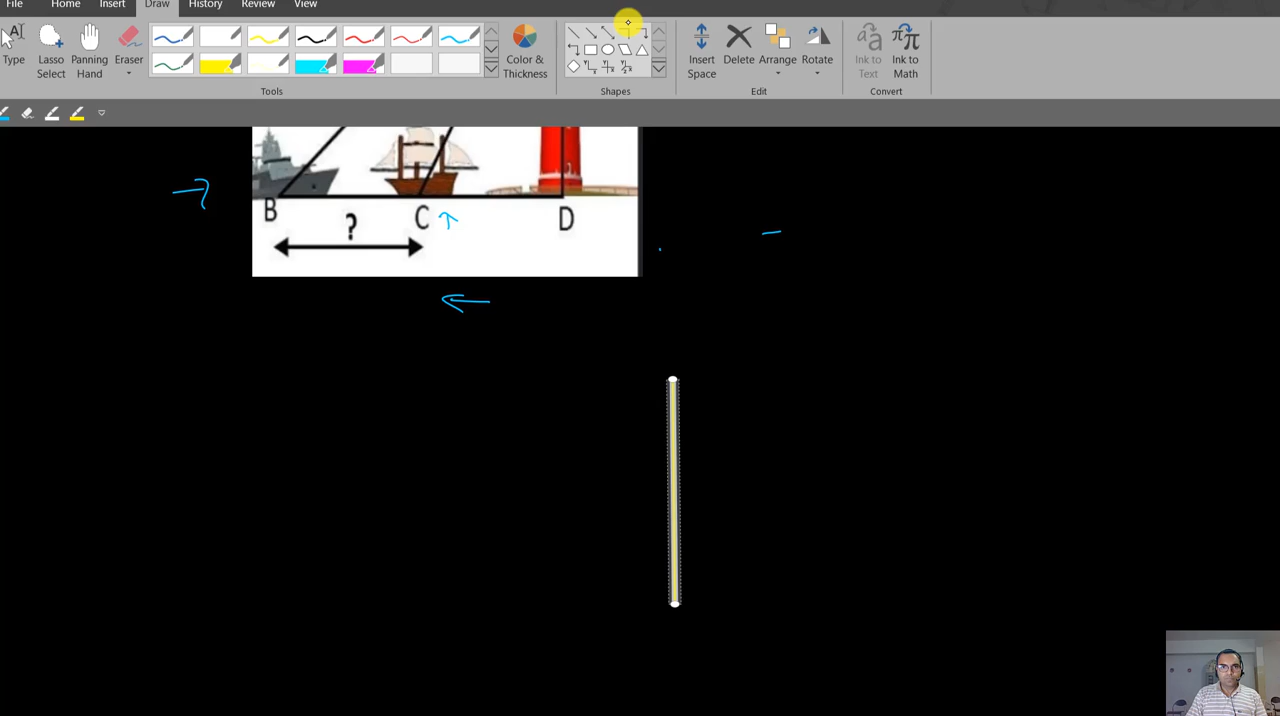 File Home Insert Draw History Review View
Type
Lasso Select
Panning Hand
Eraser
Color & Thickness
Insert Space
Delete
Arrange
Rotate
Ink to Text
Ink to Math
Tools
Shapes
Edit
Convert
B
?
C
D